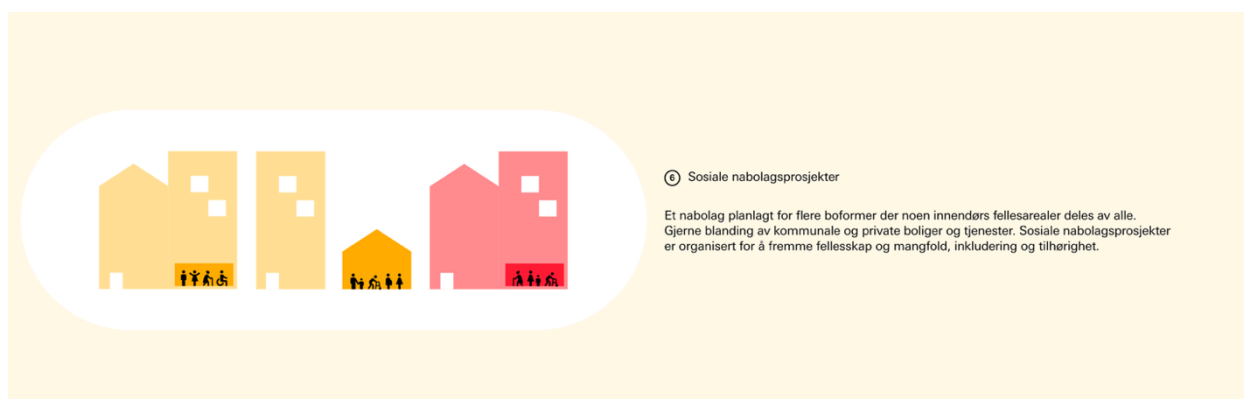 6 Sosiale nabolagsprosjekter
Et nabolag planlagt for flere boformer der noen innendørs fellesarealer deles av alle.
Gjerne blanding av kommunale og private boliger og tjenester. Sosiale nabolagsprosjekter
er organisert for å fremme fellesskap og mangfold, inkludering og tilhørighet.